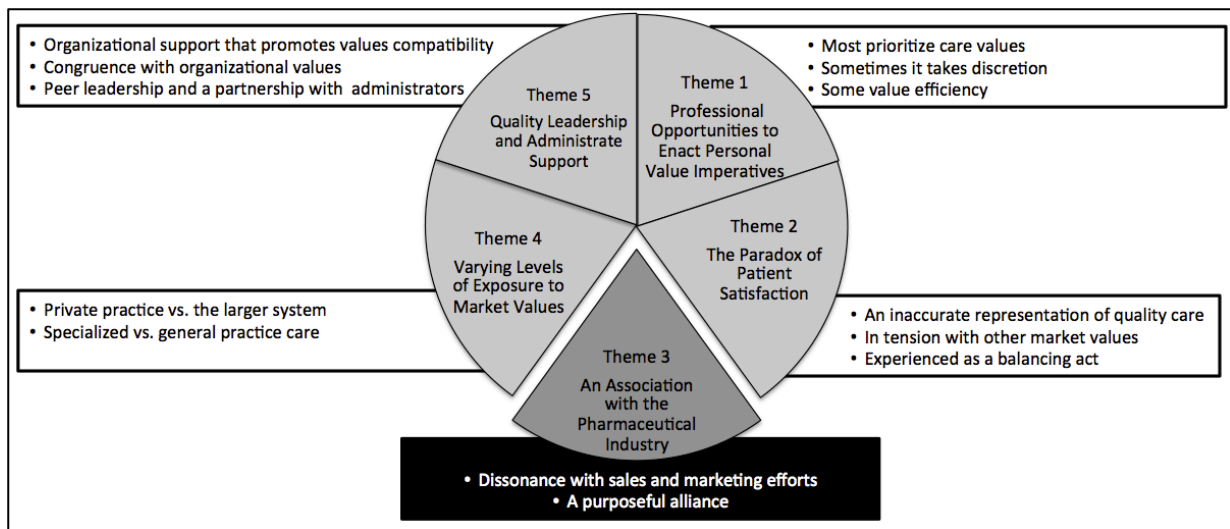 • Organizational support that promotes values compatibility
• Congruence with organizational values
• Peer leadership and a partnership with administrators
Theme 5
Quality Leadership
and Administrate
Support
Theme 1
Professional
Opportunities to
Enact Personal
Value Imperatives
• Most prioritize care values
• Sometimes it takes discretion
• Some value efficiency
Theme 4
Varying Levels
of Exposure to
Market Values
Theme 2
The Paradox of
Patient
Satisfaction
• Private practice vs. the larger system
• Specialized vs. general practice care
• An inaccurate representation of quality care
• In tension with other market values
• Experienced as a balancing act
Theme 3
An Association
with the
Pharmaceutical
Industry
• Dissonance with sales and marketing efforts
• A purposeful alliance